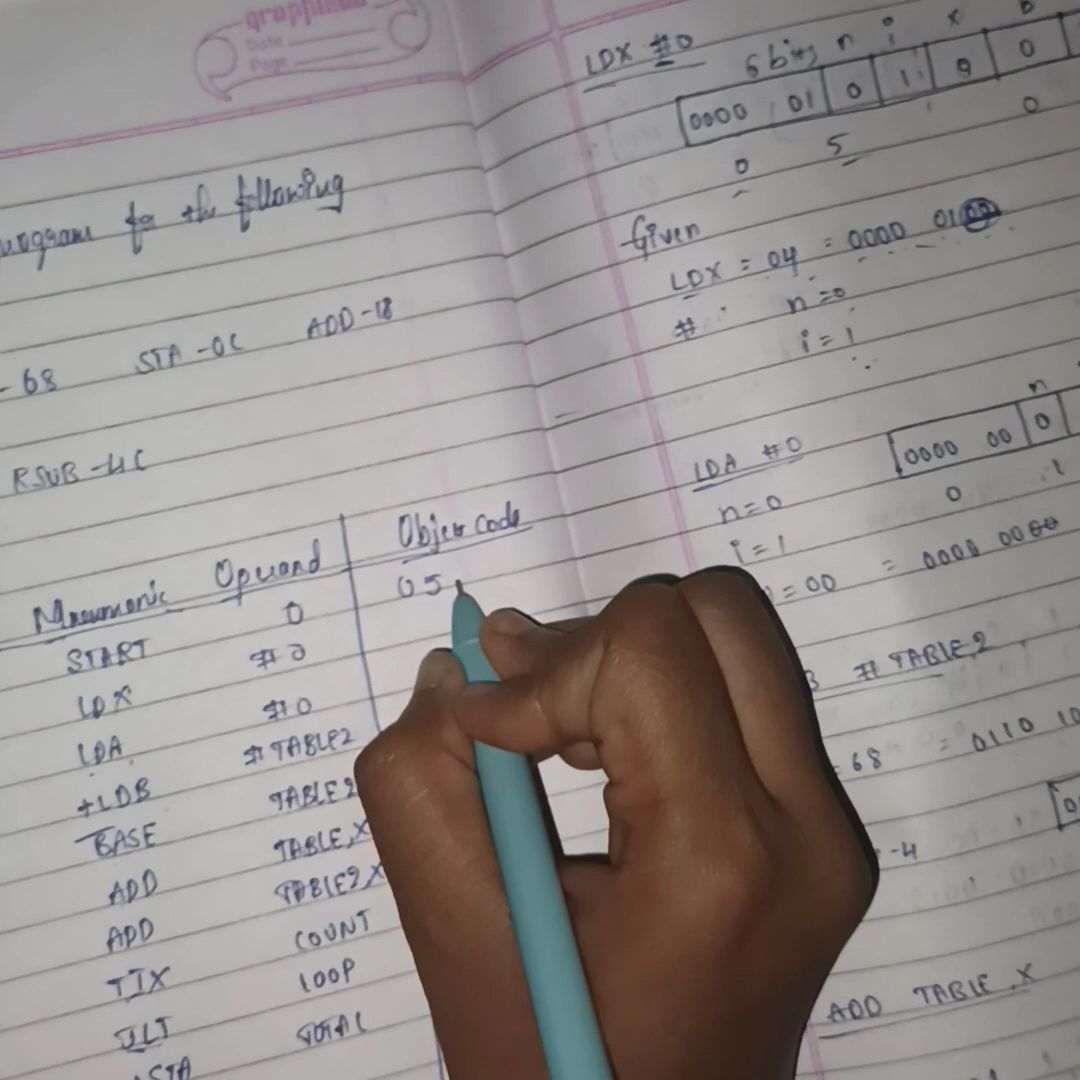 Date
Page
for the following
68 STA - 0C ADD - 18
RSUB - 4C
Mneumonic Operand Object code
START 0 05
LDX #0
LDA #0
+LDB #TABLE2
BASE TABLE2
ADD TABLE,X
ADD TABLE2,X
TIX COUNT
JLT LOOP
STA TOTAL
LDX #0
6 bits n i x b
0000 01 0 1 0 0
0 5 0
Given
LDX = 04 = 0000 0100
# n = 0
i = 1
LDA #0
n
0000 00 0
n = 0
0
i = 1
= 00 = 0000 0000
# TABLE2
68 = 0110 10
-4
ADD TABLE,X